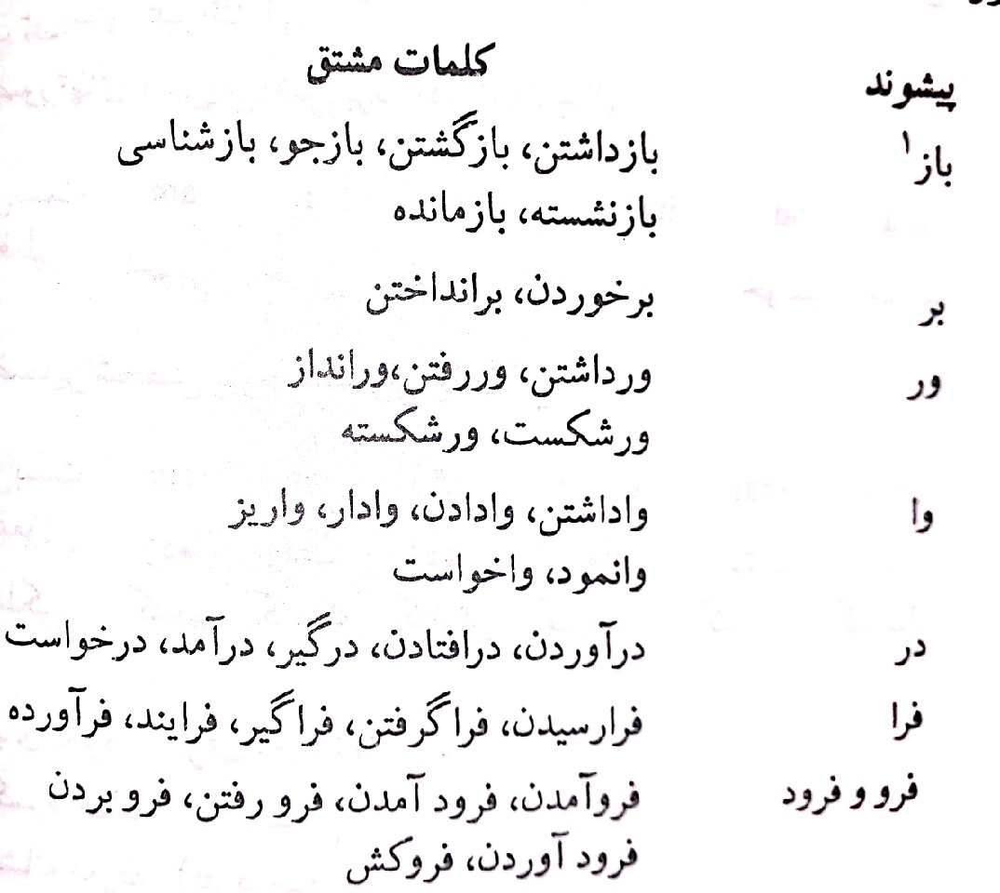 پیشوند کلمات مشتق
باز۱ بازداشتن، بازگشتن، بازجو، بازشناسی
بازنشسته، بازمانده
بر برخوردن، برانداختن
ور ورداشتن، وررفتن،ورانداز
ورشکست، ورشکسته
وا واداشتن، وادادن، وادار، واریز
وانمود، واخواست
در درآوردن، درافتادن، درگیر، درآمد، درخواست
فرا فرارسیدن، فراگرفتن، فراگیر، فرایند، فرآورده
فرو و فرود فروآمدن، فرود آمدن، فرو رفتن، فرو بردن
فرود آوردن، فروکش